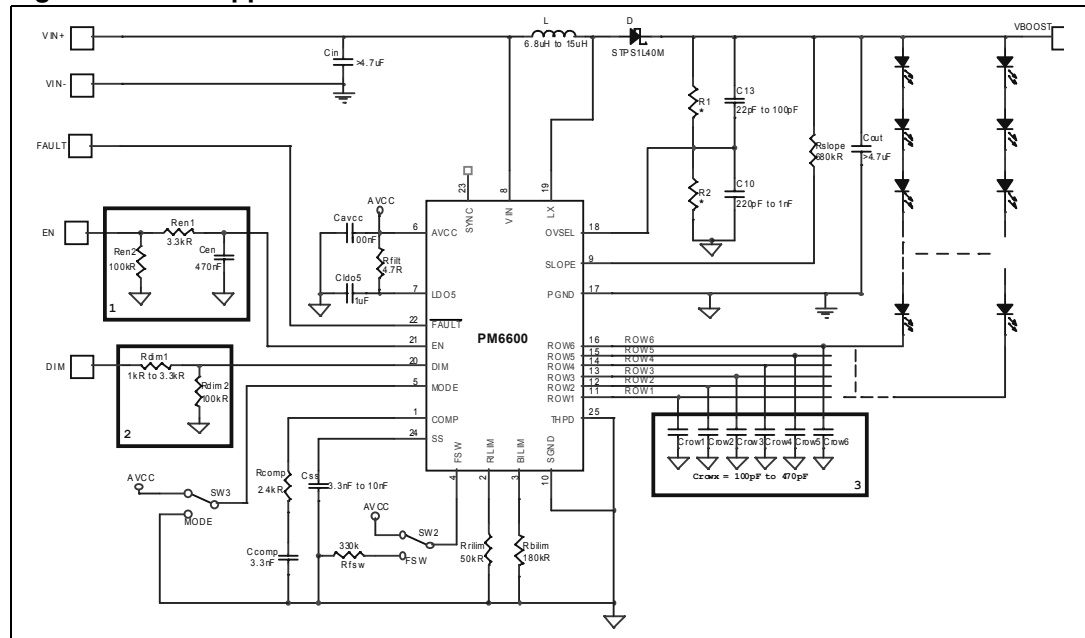 VIN+
L
6.8uH to 15uH
D
STPS1L40M
VBOOST
Cin
>4.7uF
VIN-
R1
*
C13
22pF to 100pF
FAULT
Rslope
680kR
Cout
>4.7uF
R2
*
C10
220pF to 1nF
AVCC
23
SYNC
8
VIN
19
LX
EN
Ren1
3.3kR
Ren2
100kR
Cen
470nF
1
Cavcc
100nF
6
AVCC
Rfilt
4.7R
Cldo5
1uF
7
LDO5
OVSEL
18
SLOPE
9
PGND
17
22
FAULT
PM6600
21
EN
DIM
Rdim1
1kR to 3.3kR
Rdim2
100kR
2
20
DIM
5
MODE
ROW6
16
ROW6
ROW5
15
ROW5
ROW4
14
ROW4
ROW3
13
ROW3
ROW2
12
ROW2
ROW1
11
ROW1
1
COMP
THPD
25
24
SS
FSW
4
RILIM
2
BILIM
3
SGND
10
Crow1
Crow2
Crow3
Crow4
Crow5
Crow6
Crowx = 100pF to 470pF
3
AVCC
SW3
MODE
Rcomp
2.4kR
Css
3.3nF to 10nF
AVCC
SW2
FSW
Ccomp
3.3nF
330k
Rfsw
Rrilim
50kR
Rbilim
180kR